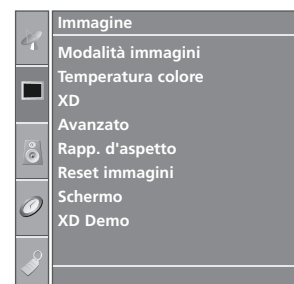 Immagine
Modalità immagini
Temperatura colore
XD
Avanzato
Rapp. d'aspetto
Reset immagini
Schermo
XD Demo